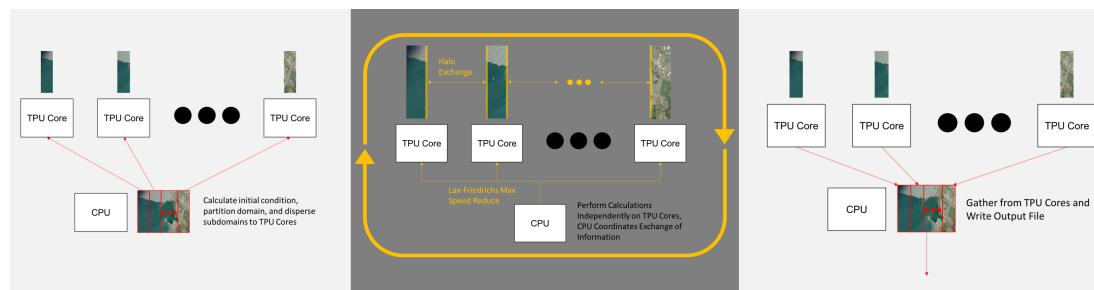 TPU Core
TPU Core
TPU Core
CPU
Calculate initial condition,
partition domain, and disperse
subdomains to TPU Cores
Halo
Exchange
TPU Core
TPU Core
TPU Core
Lax-Friedrichs Max
Speed Reduce
CPU
Perform Calculations
Independently on TPU Cores,
CPU Coordinates Exchange of
Information
TPU Core
TPU Core
TPU Core
CPU
Gather from TPU Cores and
Write Output File